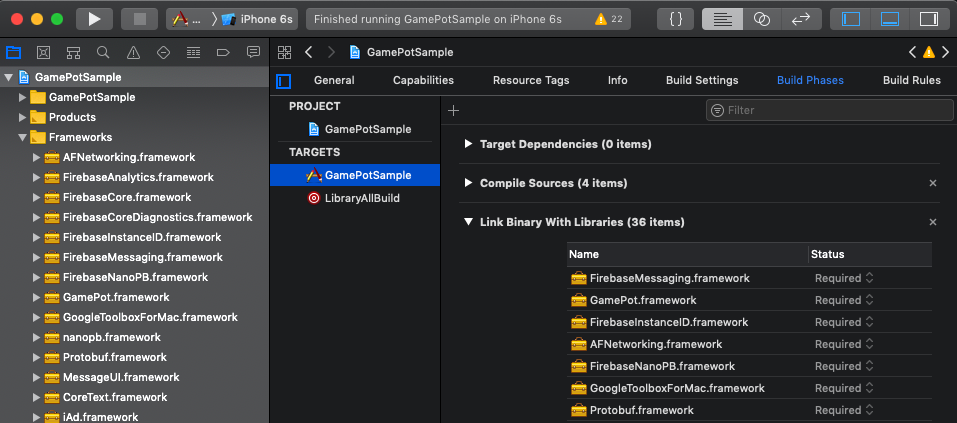 ... iPhone 6s
Finished running GamePotSample on iPhone 6s 22
{ }
GamePotSample
General Capabilities Resource Tags Info Build Settings Build Phases Build Rules
GamePotSample
GamePotSample
Products
Frameworks
AFNetworking.framework
FirebaseAnalytics.framework
FirebaseCore.framework
FirebaseCoreDiagnostics.framework
FirebaseInstanceID.framework
FirebaseMessaging.framework
FirebaseNanoPB.framework
GamePot.framework
GoogleToolboxForMac.framework
nanopb.framework
Protobuf.framework
MessageUI.framework
CoreText.framework
iAd.framework
PROJECT
GamePotSample
TARGETS
GamePotSample
LibraryAllBuild
Filter
Target Dependencies (0 items)
Compile Sources (4 items)
Link Binary With Libraries (36 items)
Name Status
FirebaseMessaging.framework Required
GamePot.framework Required
FirebaseInstanceID.framework Required
AFNetworking.framework Required
FirebaseNanoPB.framework Required
GoogleToolboxForMac.framework Required
Protobuf.framework Required